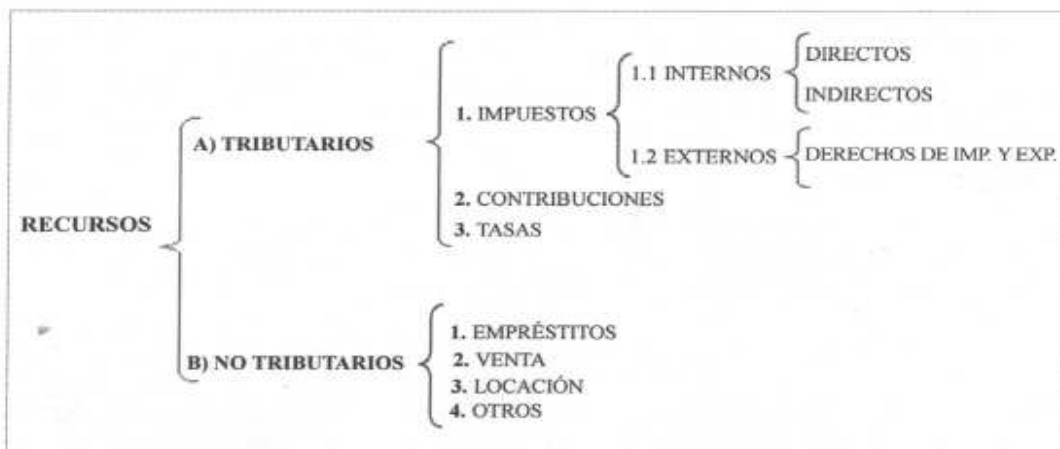 RECURSOS
A) TRIBUTARIOS
1. IMPUESTOS
1.1 INTERNOS
DIRECTOS
INDIRECTOS
1.2 EXTERNOS
DERECHOS DE IMP. Y EXP.
2. CONTRIBUCIONES
3. TASAS
B) NO TRIBUTARIOS
1. EMPRÉSTITOS
2. VENTA
3. LOCACIÓN
4. OTROS